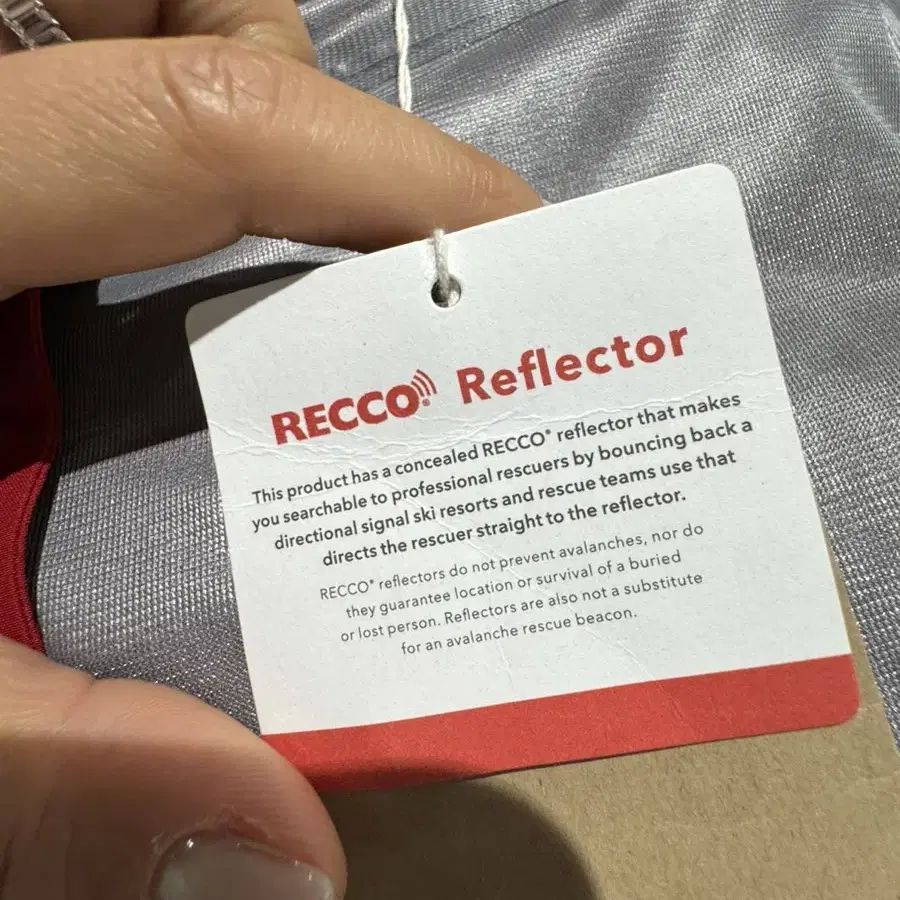 RECCO® Reflector
This product has a concealed RECCO® reflector that makes
you searchable to professional rescuers by bouncing back a
directional signal ski resorts and rescue teams use that
directs the rescuer straight to the reflector.
RECCO® reflectors do not prevent avalanches, nor do
they guarantee location or survival of a buried
or lost person. Reflectors are also not a substitute
for an avalanche rescue beacon.